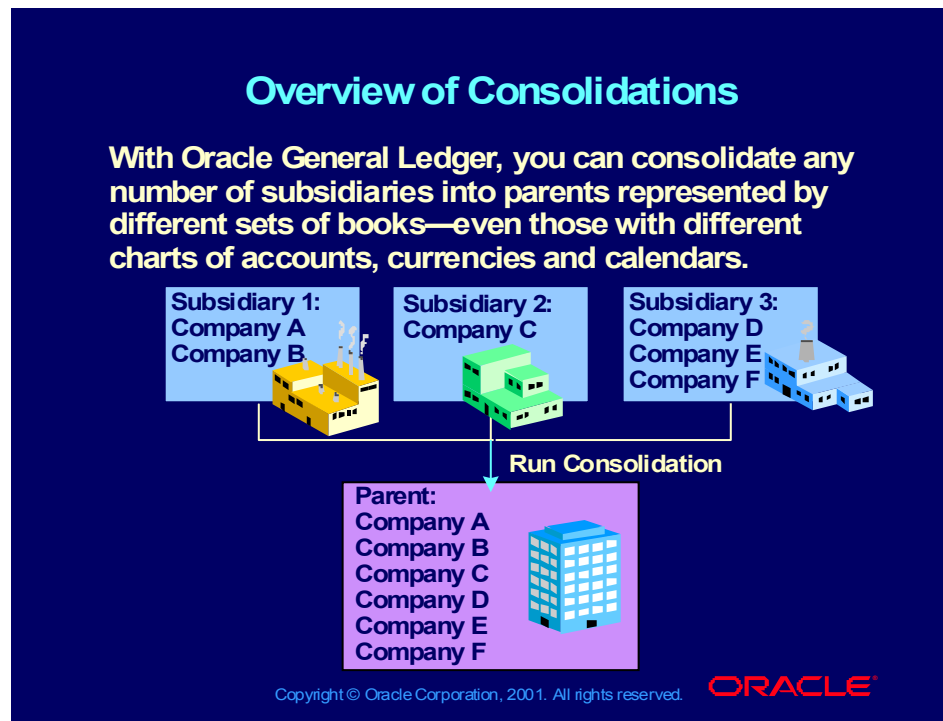 Overview of Consolidations
With Oracle General Ledger, you can consolidate any
number of subsidiaries into parents represented by
different sets of books—even those with different
charts of accounts, currencies and calendars.
Subsidiary 1:
Company A
Company B
Subsidiary 2:
Company C
Subsidiary 3:
Company D
Company E
Company F
Run Consolidation
Parent:
Company A
Company B
Company C
Company D
Company E
Company F
Copyright © Oracle Corporation, 2001. All rights reserved.
ORACLE®